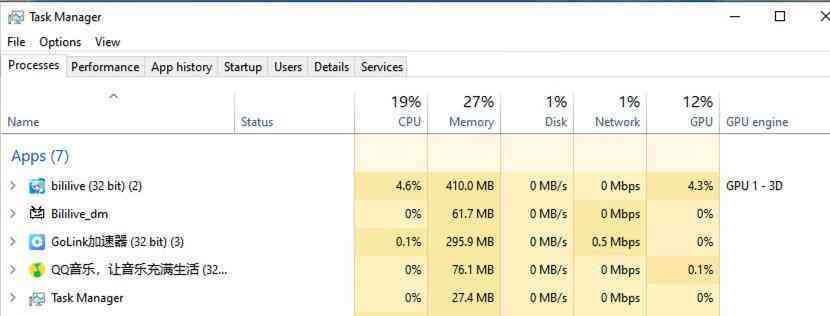 Task Manager
File Options View
Processes Performance App history Startup Users Details Services
19% 27% 1% 1% 12%
Name Status CPU Memory Disk Network GPU GPU engine
Apps (7)
bililive (32 bit) (2) 4.6% 410.0 MB 0 MB/s 0 Mbps 4.3% GPU 1 - 3D
Bililive_dm 0% 61.7 MB 0 MB/s 0 Mbps 0%
GoLink加速器 (32 bit) (3) 0.1% 295.9 MB 0 MB/s 0.5 Mbps 0%
QQ音乐，让音乐充满生活 (32... 0% 76.1 MB 0 MB/s 0 Mbps 0.1%
Task Manager 0% 27.4 MB 0 MB/s 0 Mbps 0%